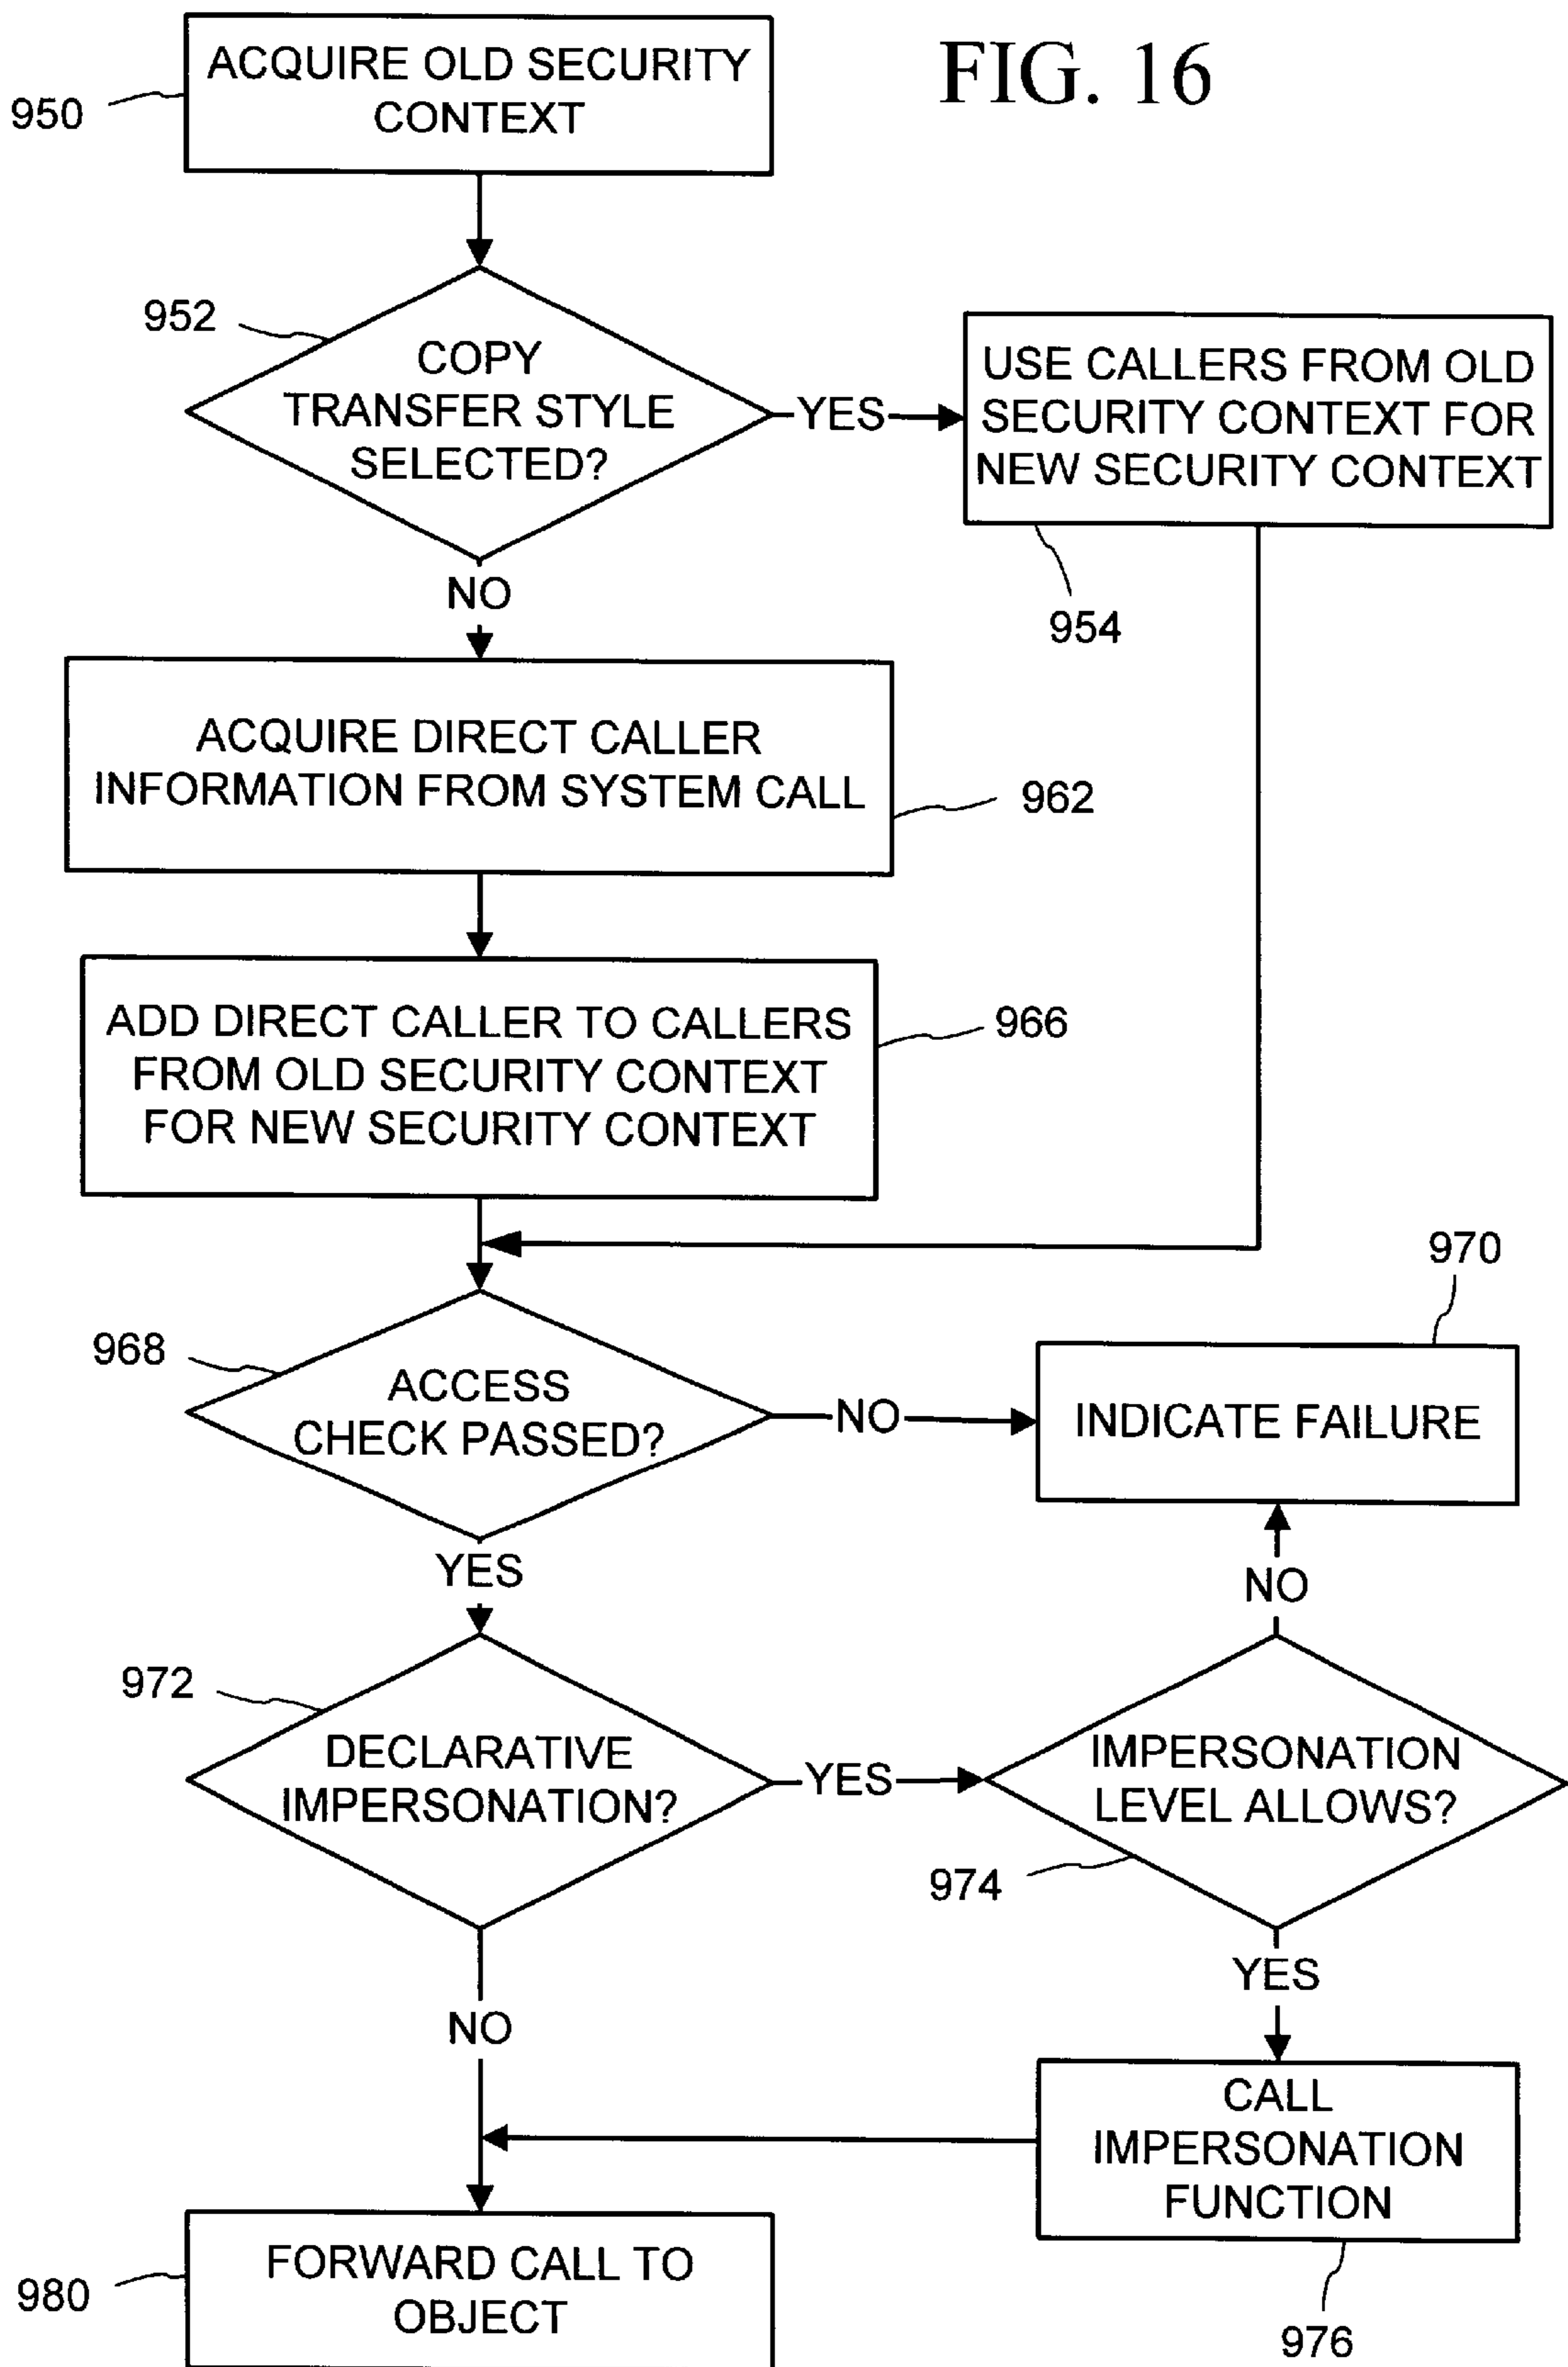 FIG. 16
ACQUIRE OLD SECURITY
CONTEXT
950
952
COPY
TRANSFER STYLE
SELECTED?
YES
USE CALLERS FROM OLD
SECURITY CONTEXT FOR
NEW SECURITY CONTEXT
954
NO
ACQUIRE DIRECT CALLER
INFORMATION FROM SYSTEM CALL
962
ADD DIRECT CALLER TO CALLERS
FROM OLD SECURITY CONTEXT
FOR NEW SECURITY CONTEXT
966
968
ACCESS
CHECK PASSED?
NO
970
INDICATE FAILURE
YES
NO
972
DECLARATIVE
IMPERSONATION?
YES
IMPERSONATION
LEVEL ALLOWS?
974
YES
NO
CALL
IMPERSONATION
FUNCTION
976
FORWARD CALL TO
OBJECT
980